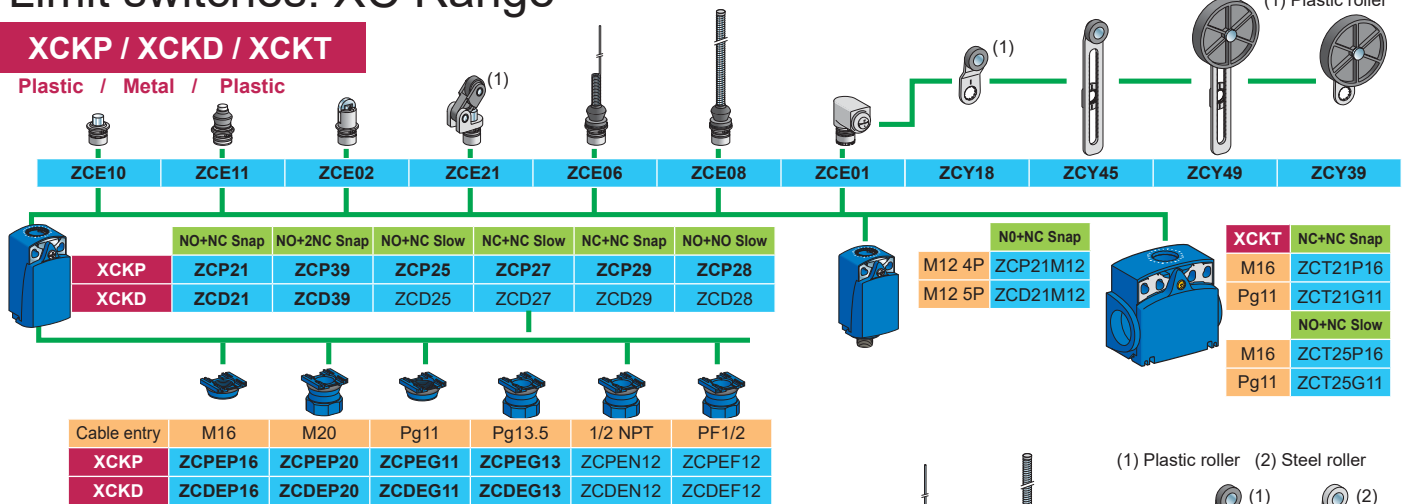 Limit switches: XC Range
(1) Plastic roller
XCKP / XCKD / XCKT
Plastic / Metal / Plastic
(1)
(1)
ZCE10 ZCE11 ZCE02 ZCE21 ZCE06 ZCE08 ZCE01 ZCY18 ZCY45 ZCY49 ZCY39
NO+NC Snap NO+2NC Snap NO+NC Slow NC+NC Slow NC+NC Snap NO+NO Slow
XCKP ZCP21 ZCP39 ZCP25 ZCP27 ZCP29 ZCP28
XCKD ZCD21 ZCD39 ZCD25 ZCD27 ZCD29 ZCD28
N0+NC Snap
M12 4P ZCP21M12
M12 5P ZCD21M12
XCKT NC+NC Snap
M16 ZCT21P16
Pg11 ZCT21G11
NO+NC Slow
M16 ZCT25P16
Pg11 ZCT25G11
Cable entry M16 M20 Pg11 Pg13.5 1/2 NPT PF1/2
XCKP ZCPEP16 ZCPEP20 ZCPEG11 ZCPEG13 ZCPEN12 ZCPEF12
XCKD ZCDEP16 ZCDEP20 ZCDEG11 ZCDEG13 ZCDEN12 ZCDEF12
(1) Plastic roller (2) Steel roller
(1) (2)